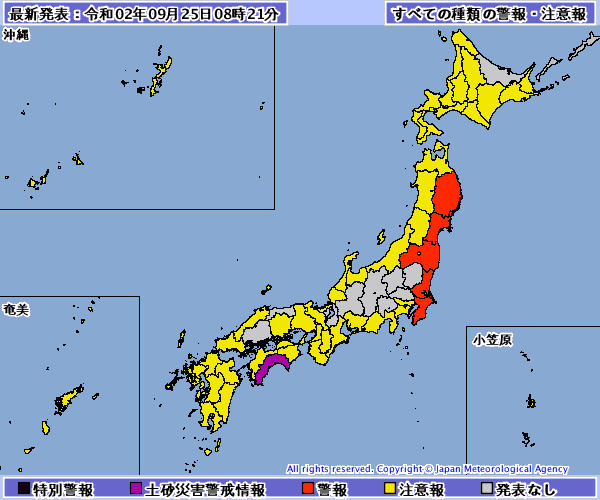 最新発表：令和02年09月25日08時21分
すべての種類の警報・注意報
沖縄
奄美
小笠原
All rights reserved. Copyright © Japan Meteorological Agency
特別警報 土砂災害警戒情報 警報 注意報 発表なし